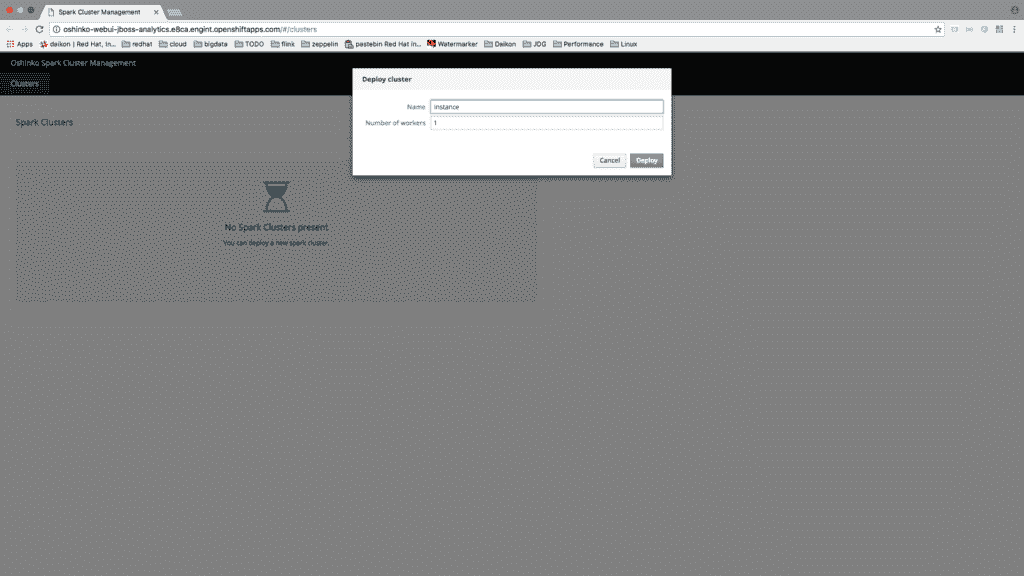 Spark Cluster Management
oshinko-webui-jboss-analytics.e8ca.engint.openshiftapps.com/#/clusters
Apps daikon | Red Hat, In... redhat cloud bigdata TODO flink zeppelin pastebin Red Hat In... Watermarker Daikon JDG Performance Linux
Oshinko Spark Cluster Management
Clusters
Deploy cluster
Name instance
Number of workers 1
Cancel Deploy
Spark Clusters
No Spark Clusters present
You can deploy a new spark cluster.